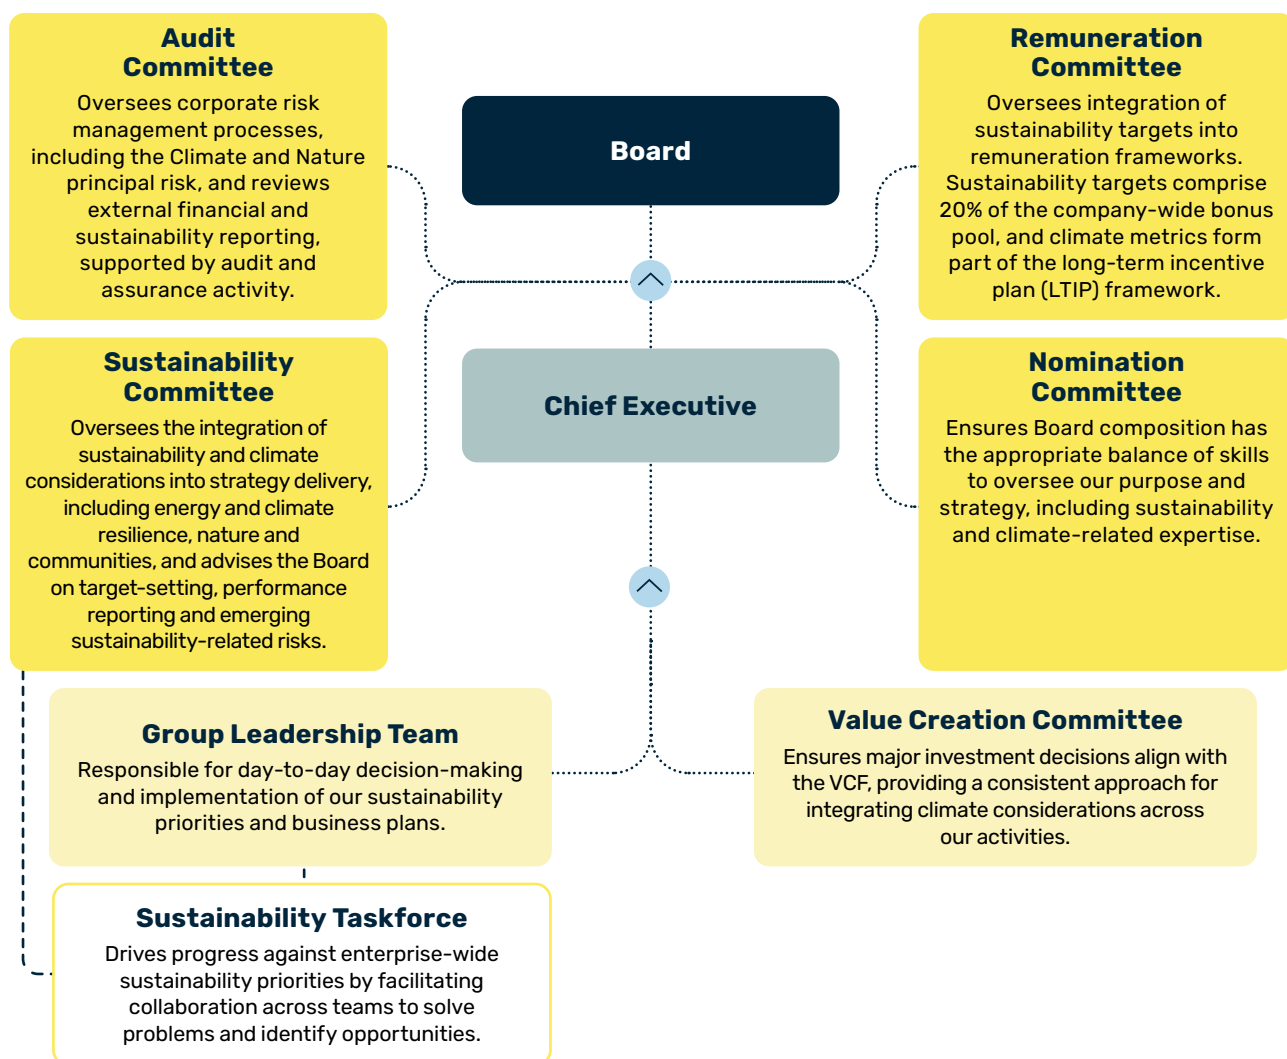 Audit
Committee
Oversees corporate risk
management processes,
including the Climate and Nature
principal risk, and reviews
external financial and
sustainability reporting,
supported by audit and
assurance activity.
Board
Remuneration
Committee
Oversees integration of
sustainability targets into
remuneration frameworks.
Sustainability targets comprise
20% of the company-wide bonus
pool, and climate metrics form
part of the long-term incentive
plan (LTIP) framework.
Sustainability
Committee
Oversees the integration of
sustainability and climate
considerations into strategy delivery,
including energy and climate
resilience, nature and
communities, and advises the Board
on target-setting, performance
reporting and emerging
sustainability-related risks.
Chief Executive
Nomination
Committee
Ensures Board composition has
the appropriate balance of skills
to oversee our purpose and
strategy, including sustainability
and climate-related expertise.
Group Leadership Team
Responsible for day-to-day decision-making
and implementation of our sustainability
priorities and business plans.
Value Creation Committee
Ensures major investment decisions align with
the VCF, providing a consistent approach for
integrating climate considerations across
our activities.
Sustainability Taskforce
Drives progress against enterprise-wide
sustainability priorities by facilitating
collaboration across teams to solve
problems and identify opportunities.